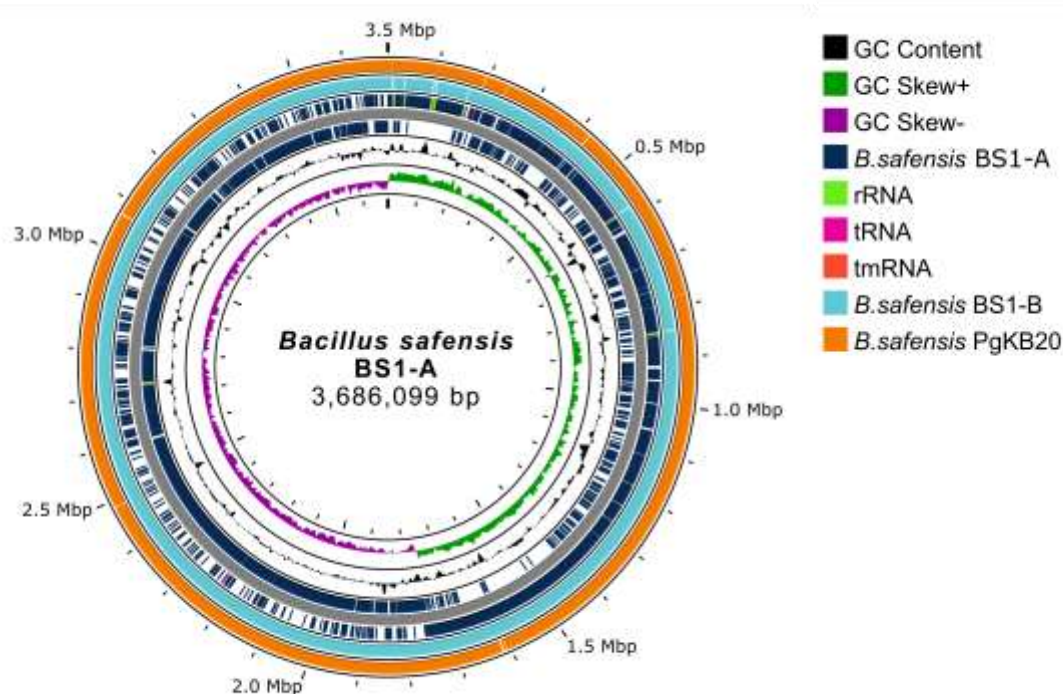 3.5 Mbp
0.5 Mbp
1.0 Mbp
1.5 Mbp
2.0 Mbp
2.5 Mbp
3.0 Mbp
Bacillus safensis
BS1-A
3,686,099 bp
GC Content
GC Skew+
GC Skew-
B.safensis BS1-A
rRNA
tRNA
tmRNA
B.safensis BS1-B
B.safensis PgKB20